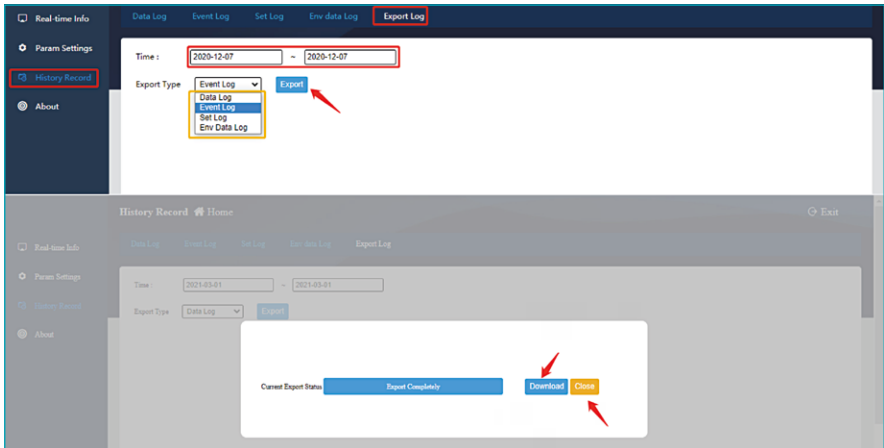 Real-time Info
Data Log Event Log Set Log Env data Log Export Log
Param Settings
Time : 2020-12-07 ~ 2020-12-07
History Record
Export Type Event Log Export
Data Log
Event Log
Set Log
Env Data Log
About
History Record Home Exit
Real-time Info
Data Log Event Log Set Log Env data Log Export Log
Param Settings
Time : 2021-03-01 ~ 2021-03-01
History Record
Export Type Data Log Export
About
Current Export Status Export Completely Download Close